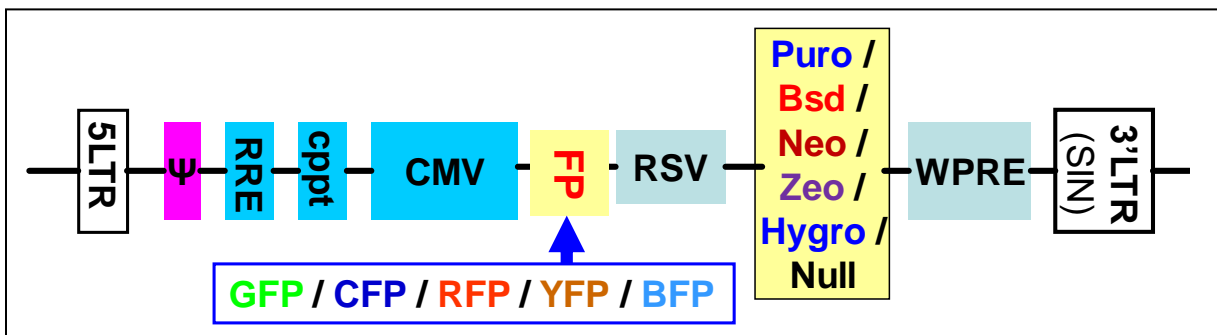 5LTR
Ψ
RRE
cppt
CMV
FP
RSV
Puro /
Bsd /
Neo /
Zeo /
Hygro /
Null
WPRE
3'LTR
(SIN)
GFP / CFP / RFP / YFP / BFP